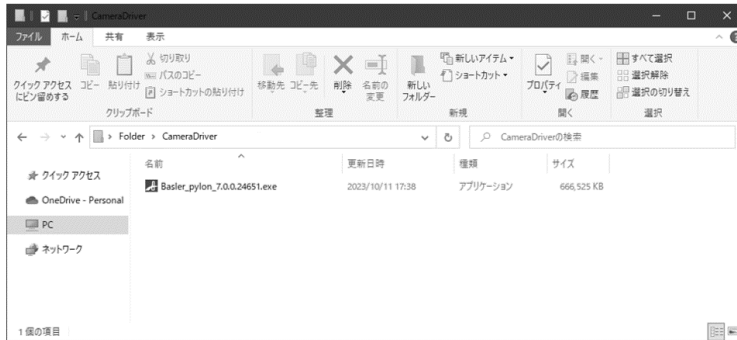 CameraDriver
ファイル ホーム 共有 表示
クイック アクセス
にピン留めする
コピー
貼り付け
切り取り
パスのコピー
ショートカットの貼り付け
クリップボード
移動先 コピー先 削除 名前の
変更
整理
新しい
フォルダー
新しいアイテム
ショートカット
新規
プロパティ
開く
編集
履歴
開く
すべて選択
選択解除
選択の切り替え
選択
Folder CameraDriver
CameraDriverの検索
クイック アクセス
OneDrive - Personal
PC
ネットワーク
名前 更新日時 種類 サイズ
Basler_pylon_7.0.0.24651.exe 2023/10/11 17:38 アプリケーション 666,525 KB
1 個の項目